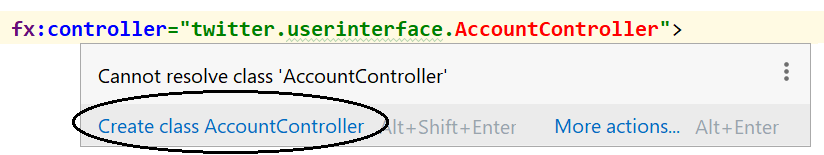 fx:controller="twitter.userinterface.AccountController">
Cannot resolve class 'AccountController'
Create class AccountController Alt+Shift+Enter More actions... Alt+Enter